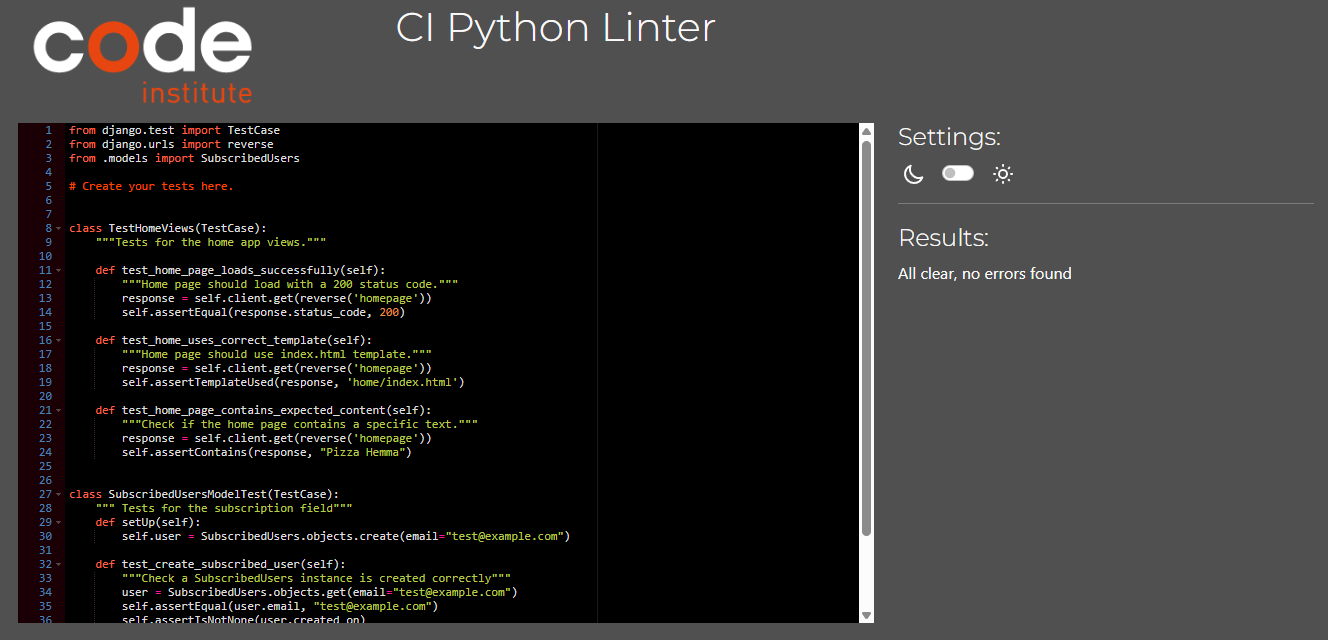 code
institute
CI Python Linter
1 from django.test import TestCase
2 from django.urls import reverse
3 from .models import SubscribedUsers
4
5 # Create your tests here.
6
7
8 class TestHomeViews(TestCase):
9     """Tests for the home app views."""
10
11     def test_home_page_loads_successfully(self):
12         """Home page should load with a 200 status code."""
13         response = self.client.get(reverse('homepage'))
14         self.assertEqual(response.status_code, 200)
15
16     def test_home_uses_correct_template(self):
17         """Home page should use index.html template."""
18         response = self.client.get(reverse('homepage'))
19         self.assertTemplateUsed(response, 'home/index.html')
20
21     def test_home_page_contains_expected_content(self):
22         """Check if the home page contains a specific text."""
23         response = self.client.get(reverse('homepage'))
24         self.assertContains(response, "Pizza Hemma")
25
26
27 class SubscribedUsersModelTest(TestCase):
28     """ Tests for the subscription field"""
29     def setUp(self):
30         self.user = SubscribedUsers.objects.create(email="test@example.com")
31
32     def test_create_subscribed_user(self):
33         """Check a SubscribedUsers instance is created correctly"""
34         user = SubscribedUsers.objects.get(email="test@example.com")
35         self.assertEqual(user.email, "test@example.com")
36         self.assertIsNotNone(user.created_on)
Settings:
Results:
All clear, no errors found